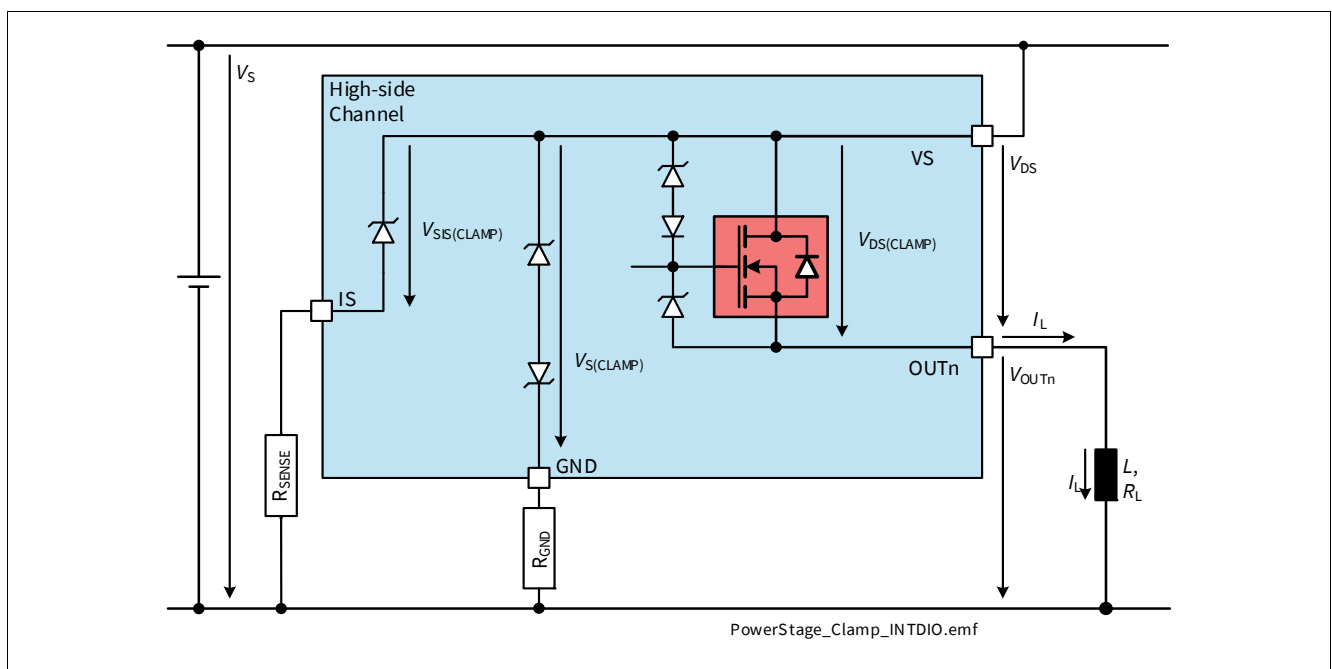 V_S
High-side
Channel
VS
V_DS
V_SIS(CLAMP)
V_DS(CLAMP)
IS
I_L
V_S(CLAMP)
OUTn
V_OUTn
R_SENSE
GND
I_L
L,
R_L
R_GND
PowerStage_Clamp_INTDIO.emf